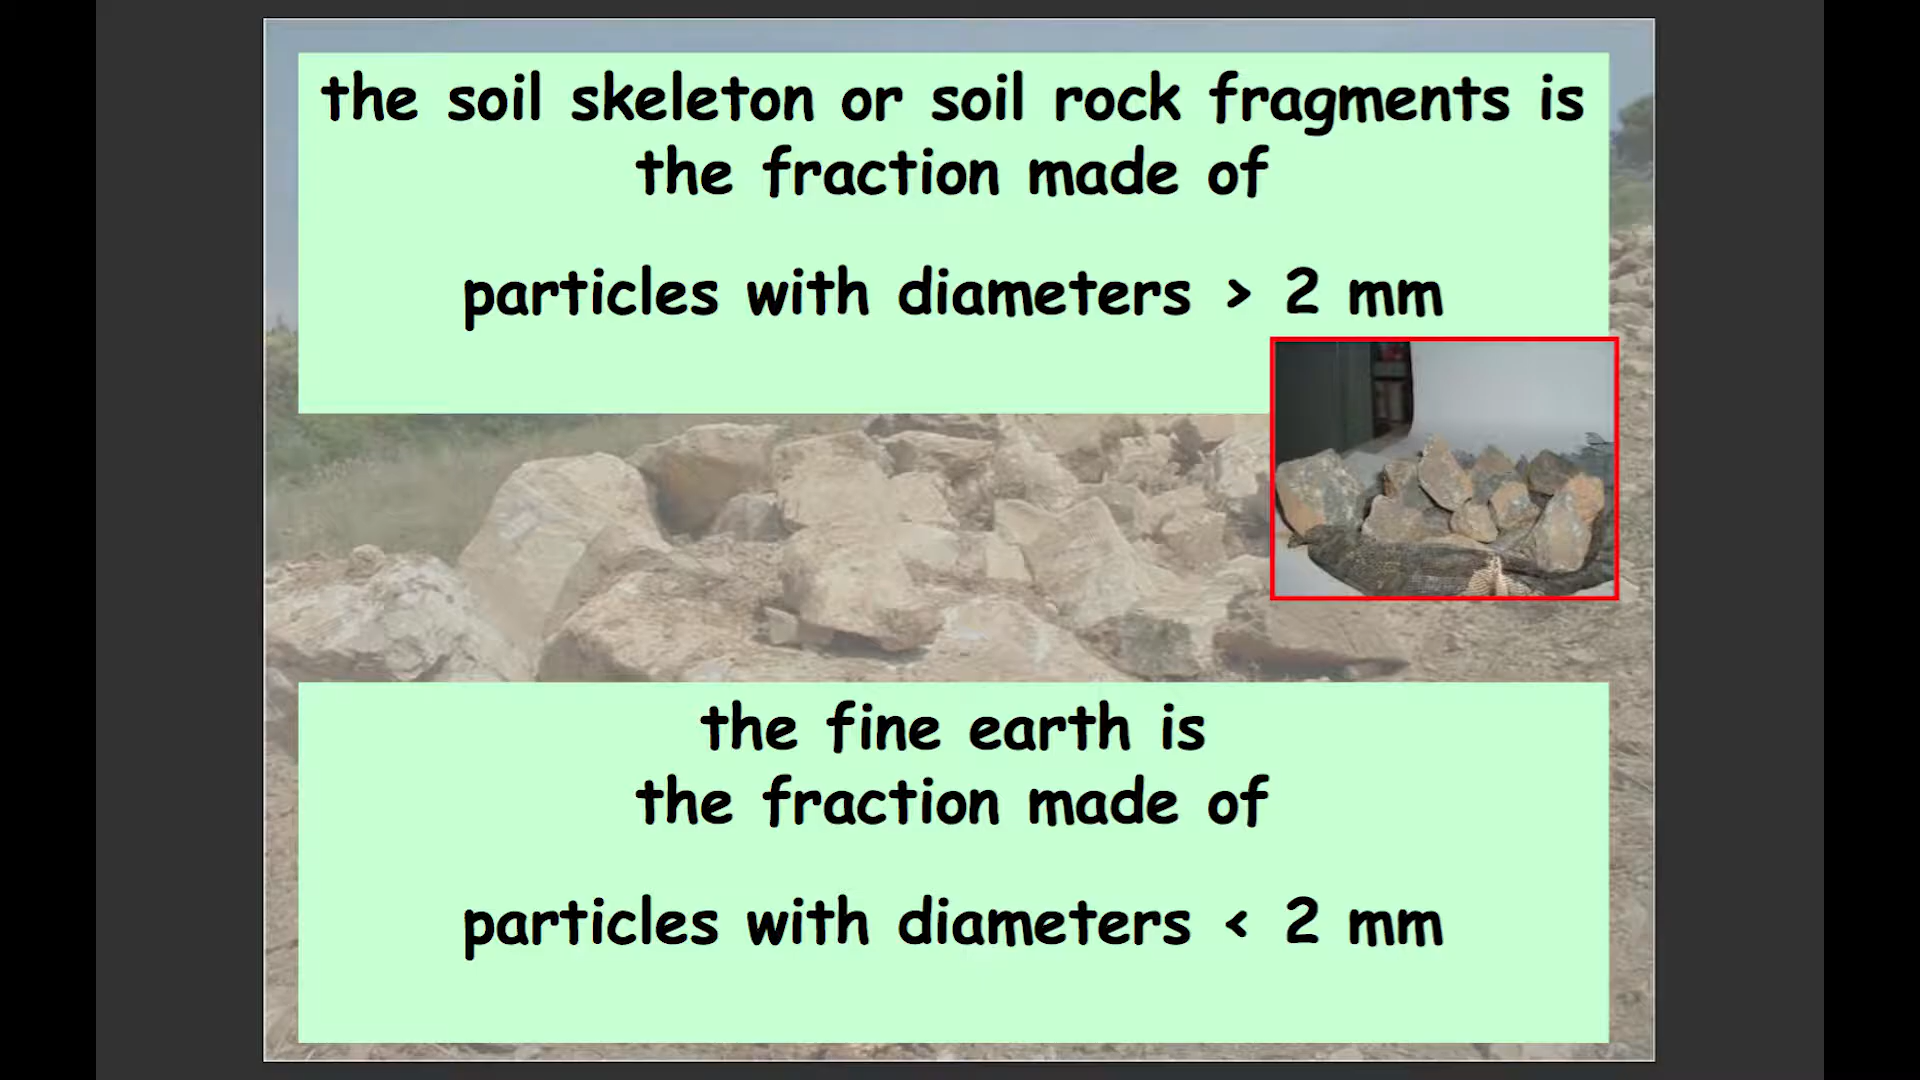 the soil skeleton or soil rock fragments is
the fraction made of
particles with diameters > 2 mm
the fine earth is
the fraction made of
particles with diameters < 2 mm